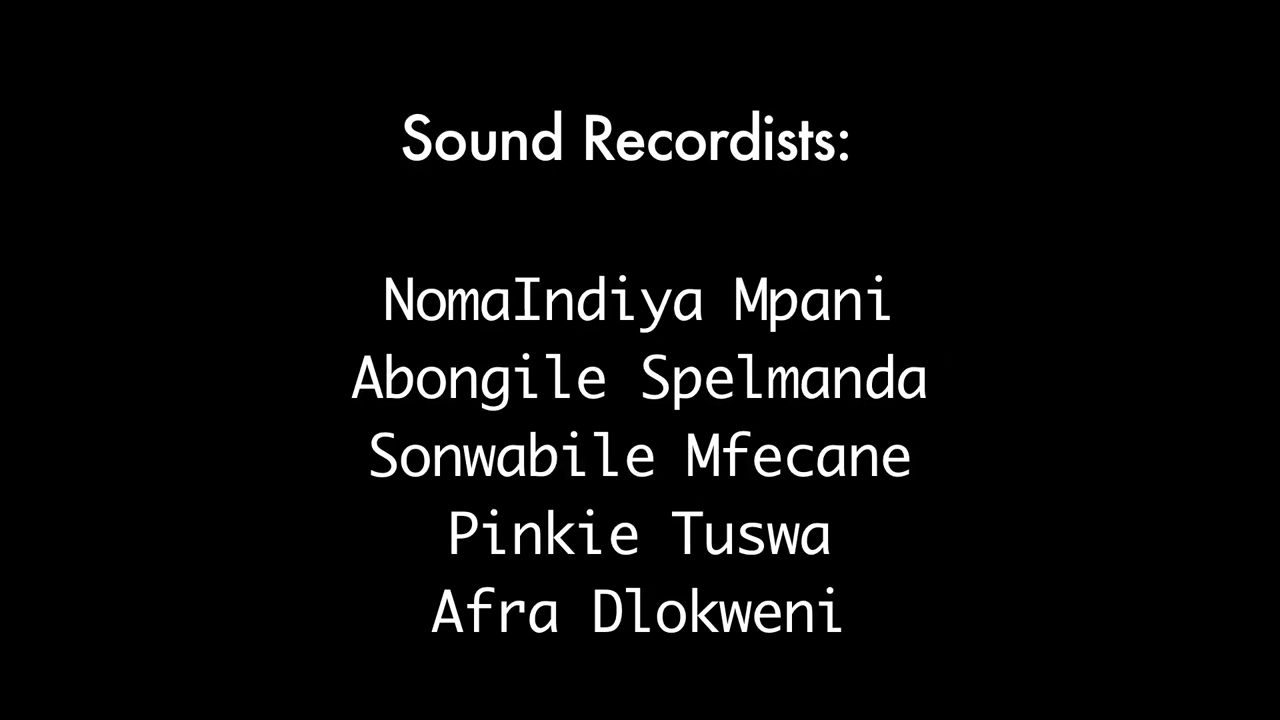 Sound Recordists:
NomaIndiya Mpani
Abongile Spelmanda
Sonwabile Mfecane
Pinkie Tuswa
Afra Dlokweni